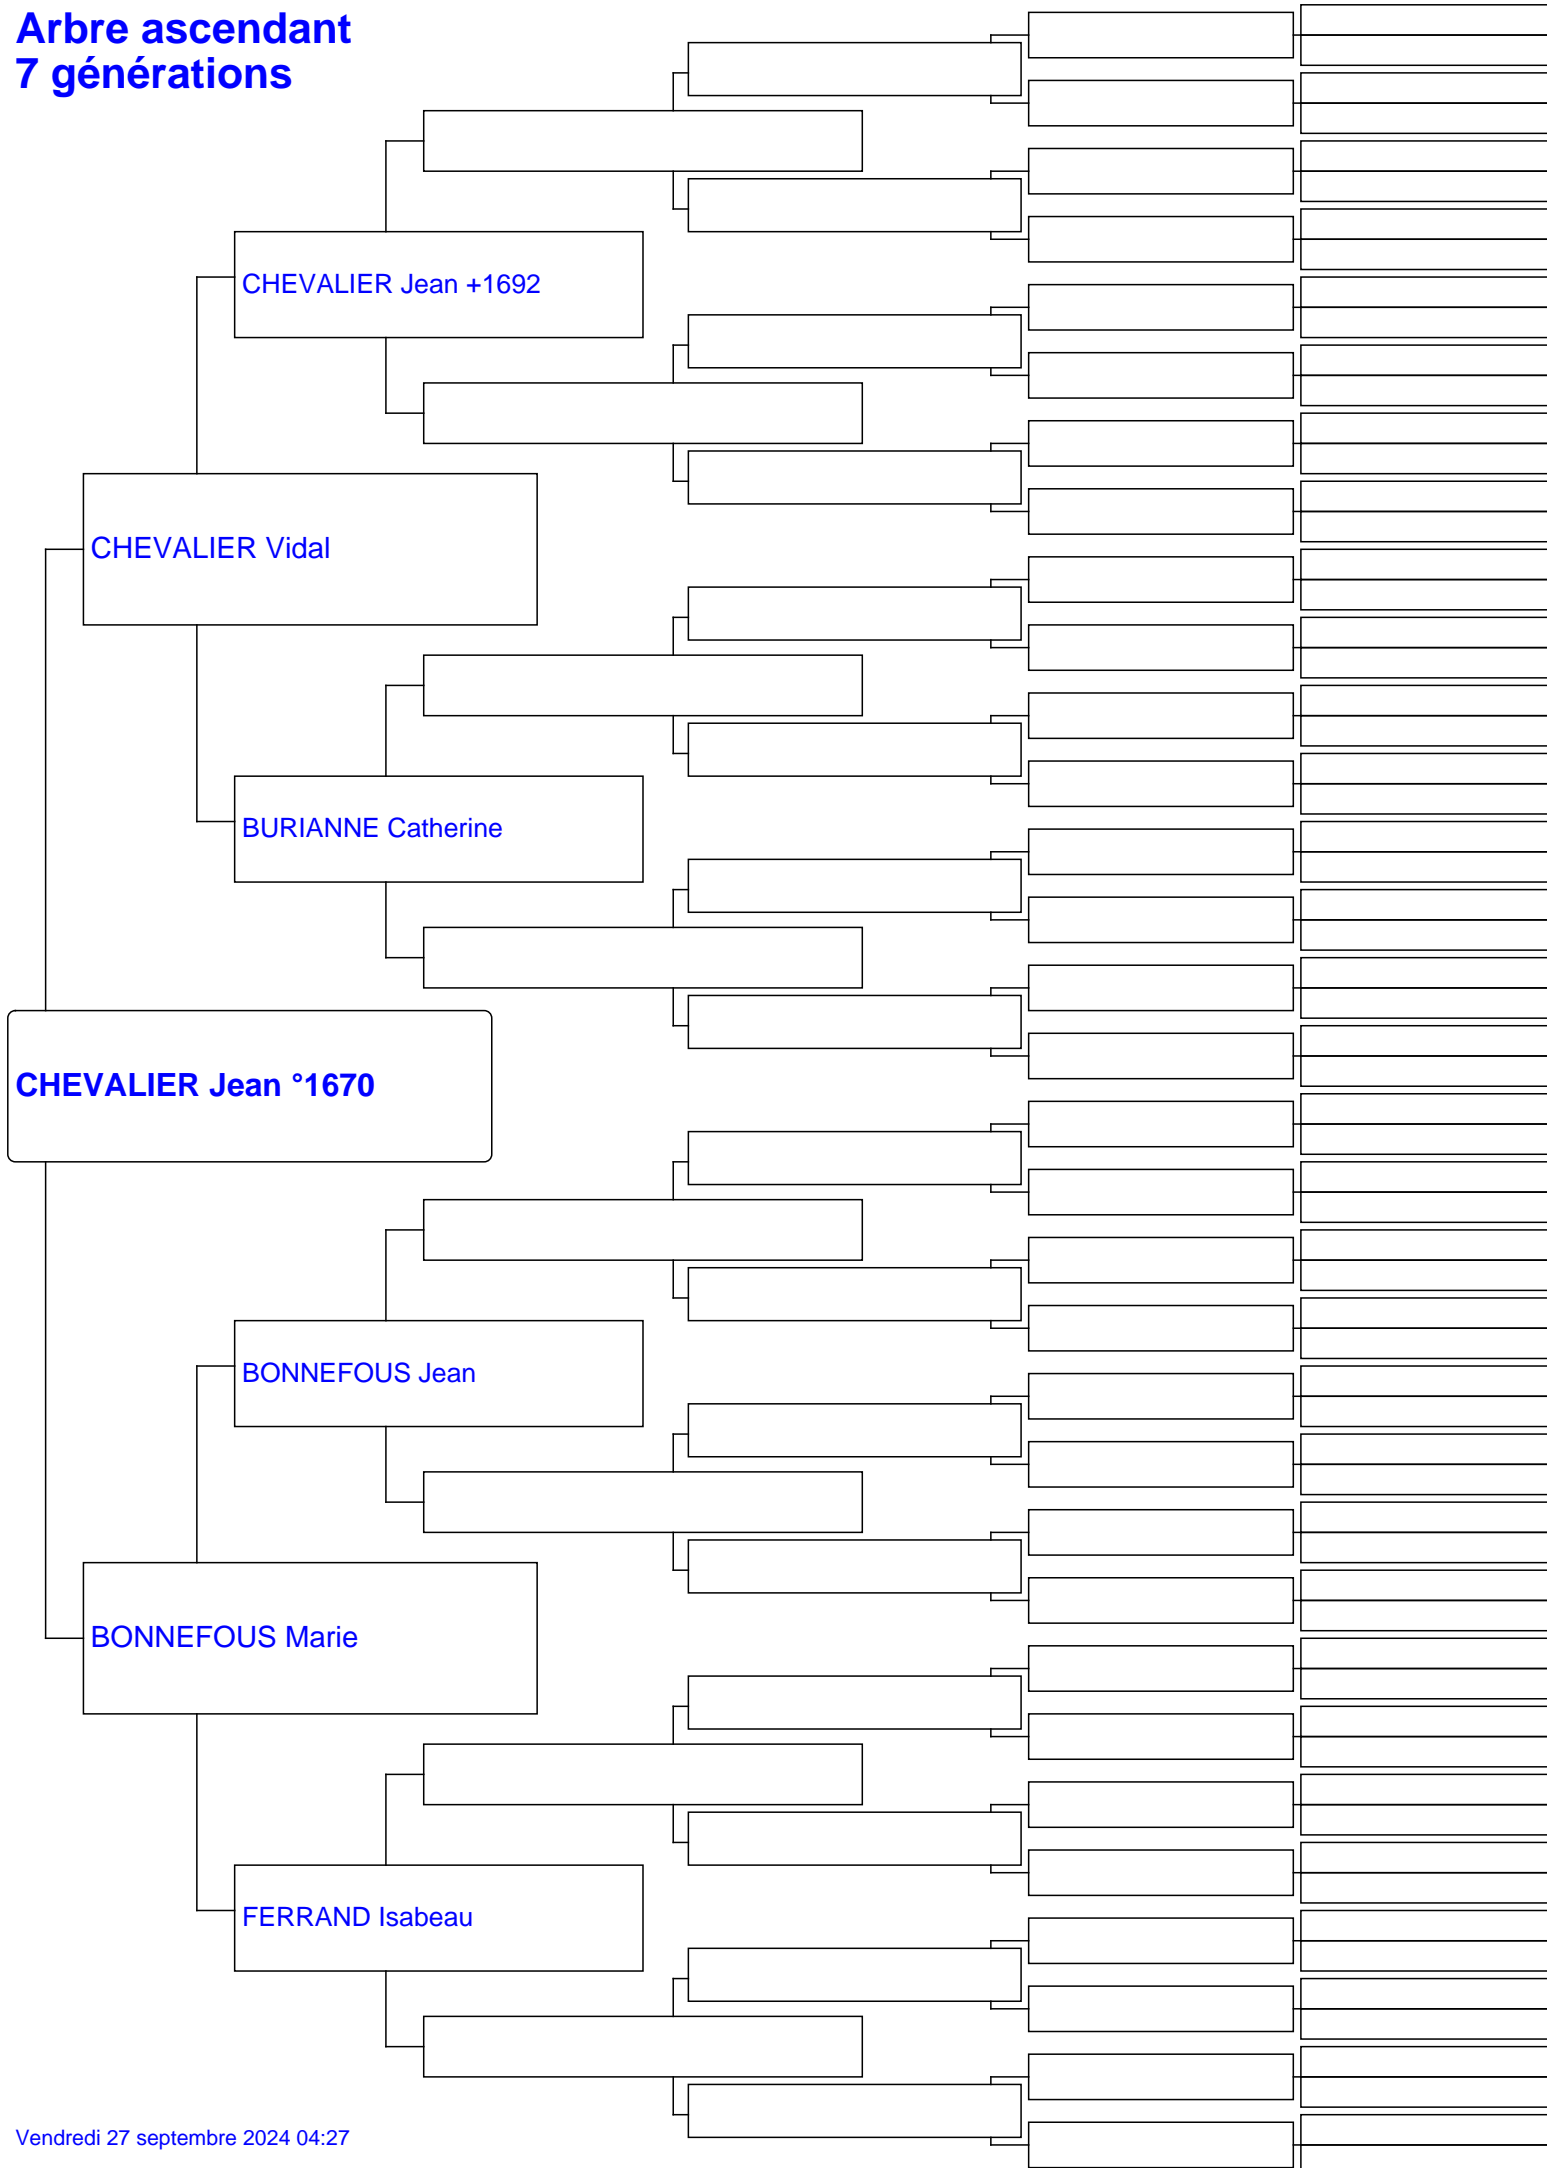 Arbre ascendant
7 générations
CHEVALIER Jean +1692
CHEVALIER Vidal
BURIANNE Catherine
CHEVALIER Jean °1670
BONNEFOUS Jean
BONNEFOUS Marie
FERRAND Isabeau
Vendredi 27 septembre 2024 04:27